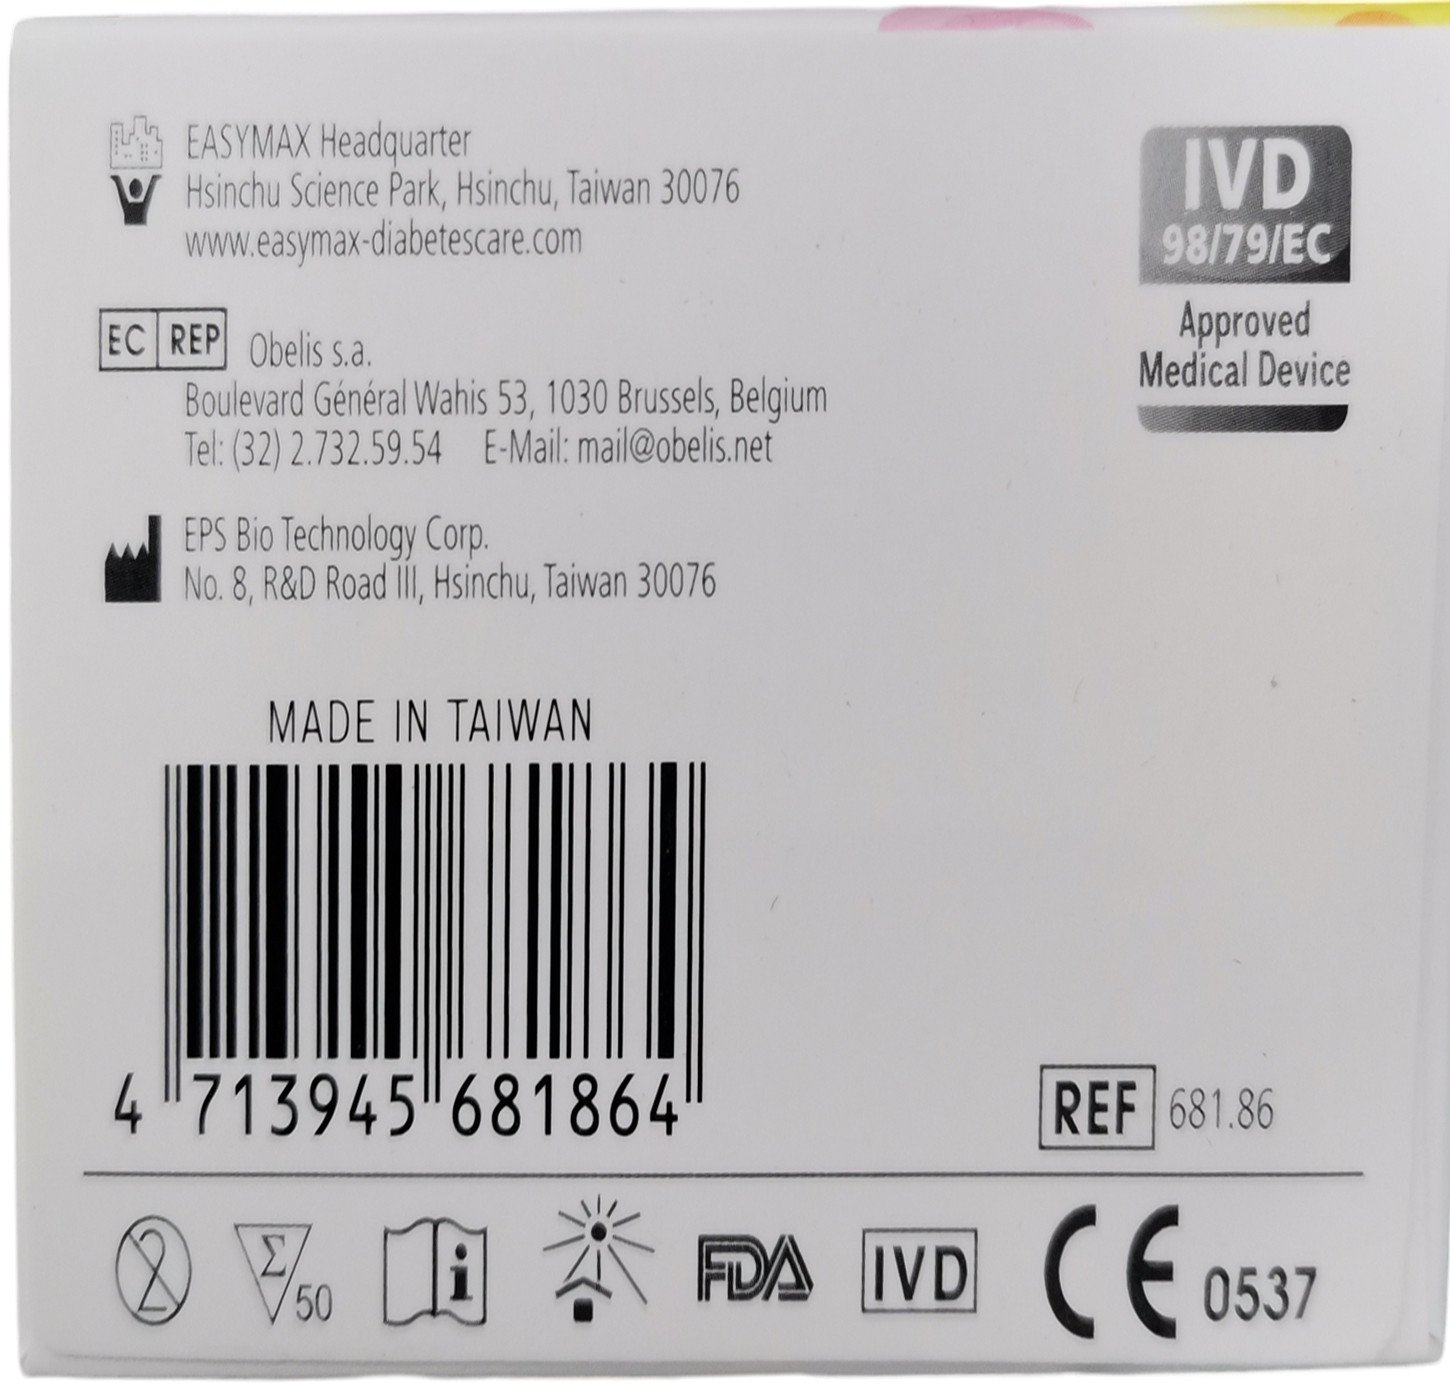 EASYMAX Headquarter
Hsinchu Science Park, Hsinchu, Taiwan 30076
www.easymax-diabetescare.com
IVD
98/79/EC
Approved
Medical Device
EC REP Obelis s.a.
Boulevard Général Wahis 53, 1030 Brussels, Belgium
Tel: (32) 2.732.59.54 E-Mail: mail@obelis.net
EPS Bio Technology Corp.
No. 8, R&D Road III, Hsinchu, Taiwan 30076
MADE IN TAIWAN
4 713945 681864
REF 681.86
2 Σ 50 i FDA IVD CE 0537